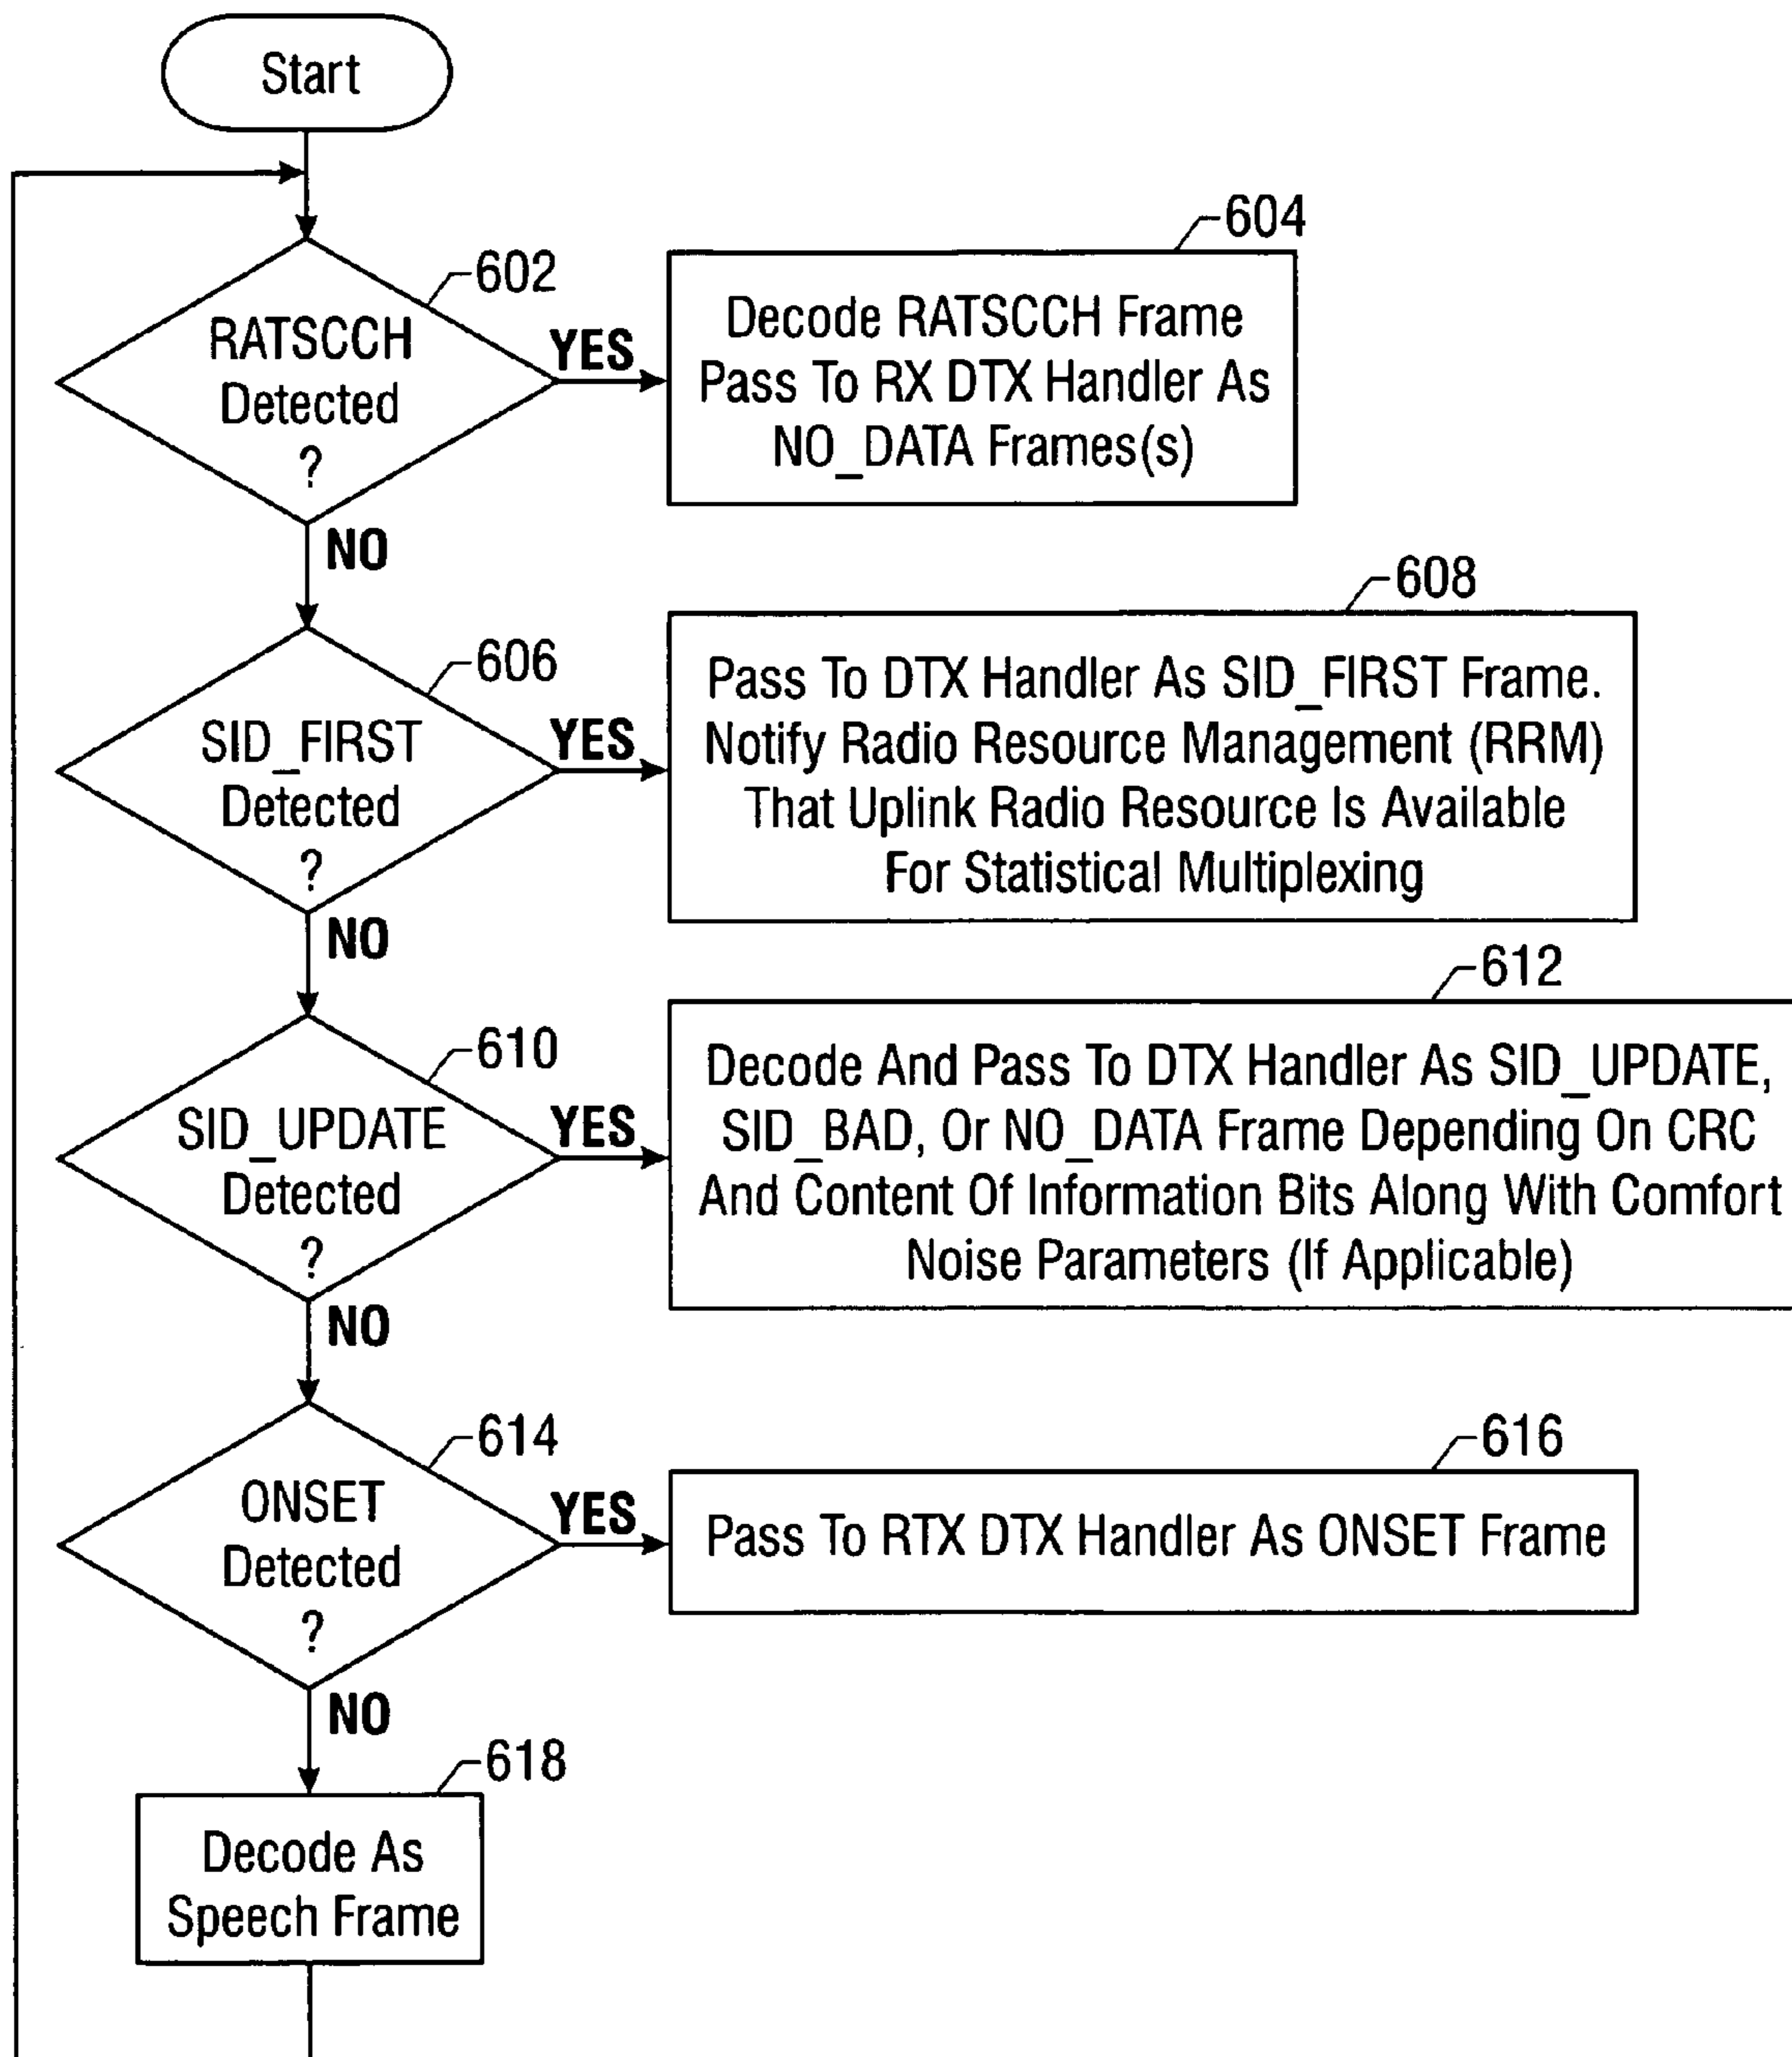 Start
602
RATSCCH
Detected
?
YES
NO
604
Decode RATSCCH Frame
Pass To RX DTX Handler As
NO_DATA Frames(s)
606
SID_FIRST
Detected
?
YES
NO
608
Pass To DTX Handler As SID_FIRST Frame.
Notify Radio Resource Management (RRM)
That Uplink Radio Resource Is Available
For Statistical Multiplexing
610
SID_UPDATE
Detected
?
YES
NO
612
Decode And Pass To DTX Handler As SID_UPDATE,
SID_BAD, Or NO_DATA Frame Depending On CRC
And Content Of Information Bits Along With Comfort
Noise Parameters (If Applicable)
614
ONSET
Detected
?
YES
NO
616
Pass To RTX DTX Handler As ONSET Frame
618
Decode As
Speech Frame